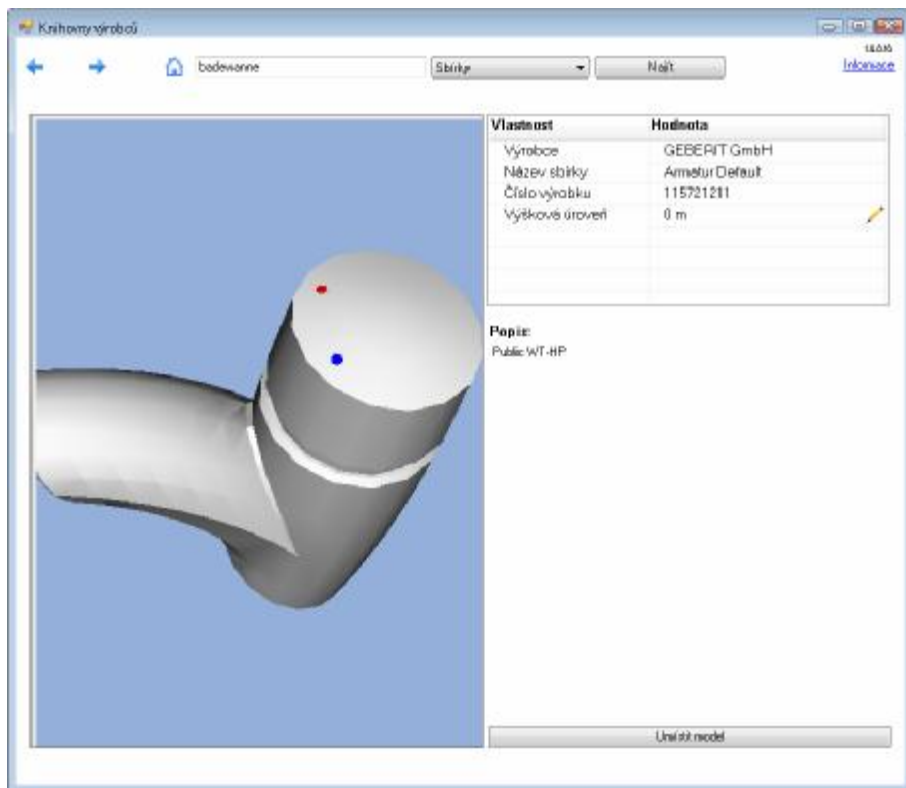 Knihovny výrobců
badewanne
Sbírky
Najít
Informace
Vlastnost Hodnota
Výrobce GEBERIT GmbH
Název sbírky Armatur Default
Číslo výrobku
Výšková úroveň 0 m
Popis:
Public WT-HP
Umístit model